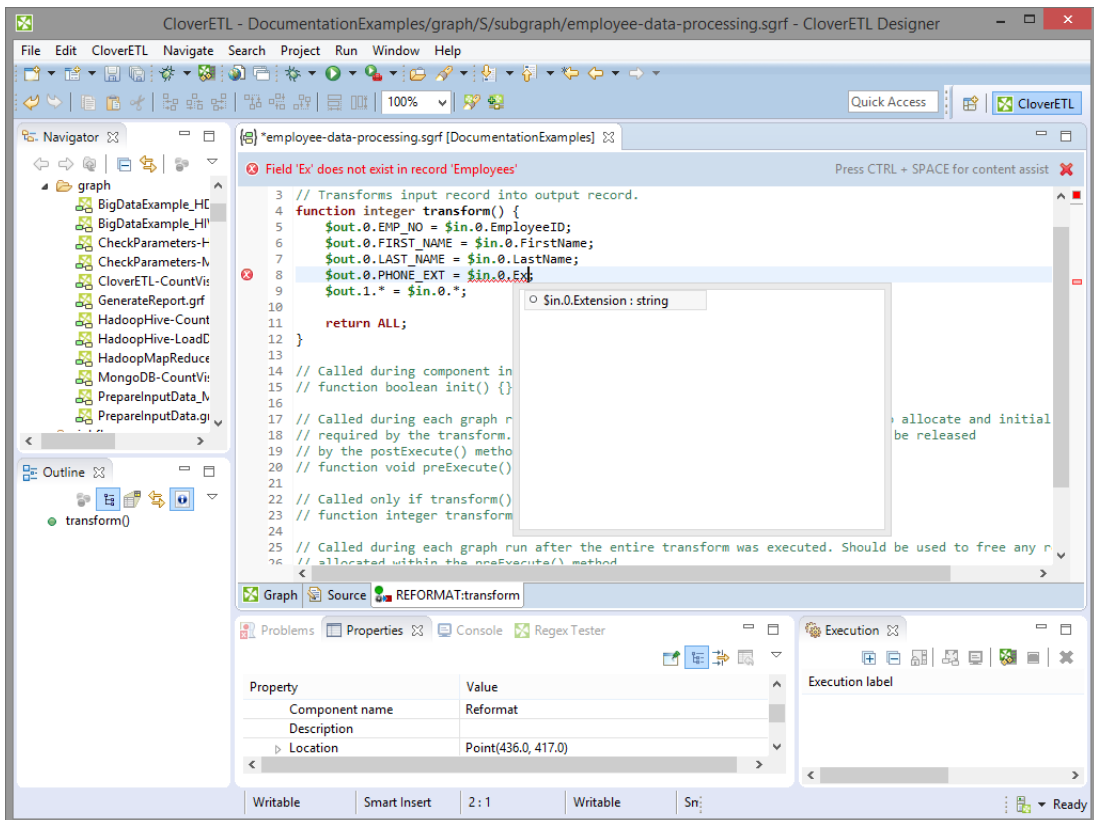 CloverETL - DocumentationExamples/graph/S/subgraph/employee-data-processing.sgrf - CloverETL Designer
File Edit CloverETL Navigate Search Project Run Window Help
100%
Quick Access
CloverETL
Navigator
graph
BigDataExample_HD
BigDataExample_HIV
CheckParameters-H
CheckParameters-M
CloverETL-CountVis
GenerateReport.grf
HadoopHive-Count
HadoopHive-LoadD
HadoopMapReduce
MongoDB-CountVis
PrepareInputData_M
PrepareInputData.gr
Outline
transform()
*employee-data-processing.sgrf [DocumentationExamples]
Field 'Ex' does not exist in record 'Employees'
Press CTRL + SPACE for content assist
3 // Transforms input record into output record.
4 function integer transform() {
5 $out.0.EMP_NO = $in.0.EmployeeID;
6 $out.0.FIRST_NAME = $in.0.FirstName;
7 $out.0.LAST_NAME = $in.0.LastName;
8 $out.0.PHONE_EXT = $in.0.Ex;
9 $out.1.* = $in.0.*;
10
11 return ALL;
12 }
13
14 // Called during component in
15 // function boolean init() {}
16
17 // Called during each graph r allocate and initial
18 // required by the transform. be released
19 // by the postExecute() metho
20 // function void preExecute()
21
22 // Called only if transform()
23 // function integer transform
24
25 // Called during each graph run after the entire transform was executed. Should be used to free any r
26 // allocated within the preExecute() method
$in.0.Extension : string
Graph Source REFORMAT:transform
Problems Properties Console Regex Tester
Property Value
Component name Reformat
Description
Location Point(436.0, 417.0)
Execution
Execution label
Writable Smart Insert 2 : 1 Writable Sm
Ready